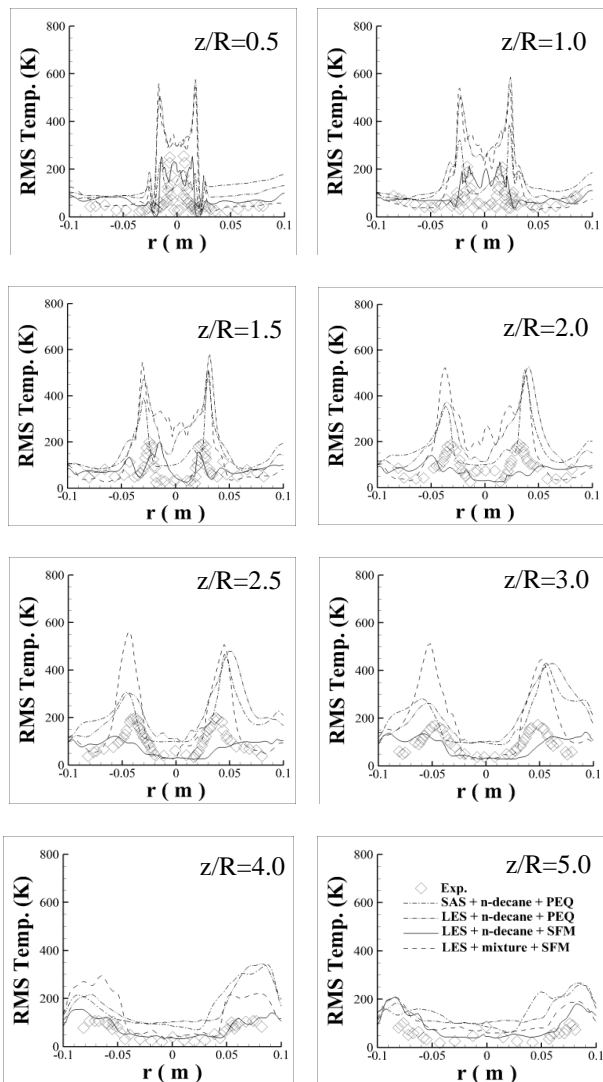 z/R=0.5
RMS Temp. (K)
800
600
400
200
0
-0.1 -0.05 0 0.05 0.1
r ( m )
z/R=1.0
RMS Temp. (K)
800
600
400
200
0
-0.1 -0.05 0 0.05 0.1
r ( m )
z/R=1.5
RMS Temp. (K)
800
600
400
200
0
-0.1 -0.05 0 0.05 0.1
r ( m )
z/R=2.0
RMS Temp. (K)
800
600
400
200
0
-0.1 -0.05 0 0.05 0.1
r ( m )
z/R=2.5
RMS Temp. (K)
800
600
400
200
0
-0.1 -0.05 0 0.05 0.1
r ( m )
z/R=3.0
RMS Temp. (K)
800
600
400
200
0
-0.1 -0.05 0 0.05 0.1
r ( m )
z/R=4.0
RMS Temp. (K)
800
600
400
200
0
-0.1 -0.05 0 0.05 0.1
r ( m )
z/R=5.0
RMS Temp. (K)
800
600
400
200
0
Exp.
SAS + n-decane + PEQ
LES + n-decane + PEQ
LES + n-decane + SFM
LES + mixture + SFM
-0.1 -0.05 0 0.05 0.1
r ( m )